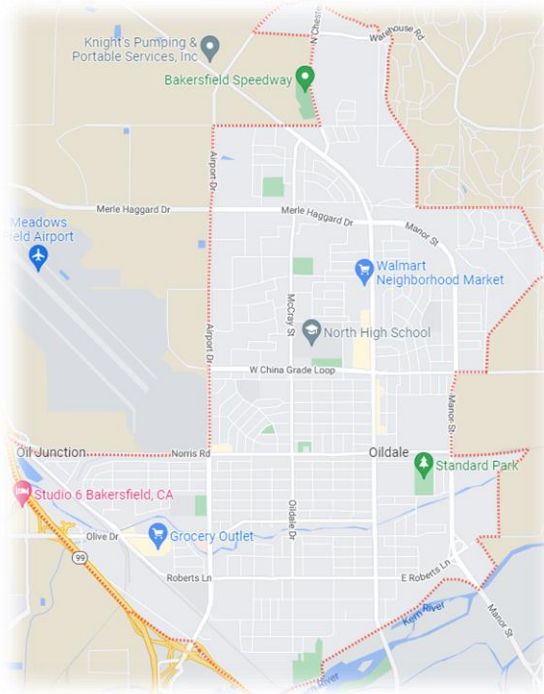 N Cheste
Warehouse Rd
Knight's Pumping &
Portable Services, Inc
Bakersfield Speedway
Airport Dr
Merle Haggard Dr
Merle Haggard Dr
Manor St
Meadows
eld Airport
Walmart
Neighborhood Market
McCray St
North High School
Airport Dr
W China Grade Loop
Manor St
Oil Junction
Norris Rd
Oildale
Standard Park
Studio 6 Bakersfield, CA
Oildale Dr
Olive Dr
Grocery Outlet
99
Roberts Ln
E Roberts Ln
Kern River
Manor St
River